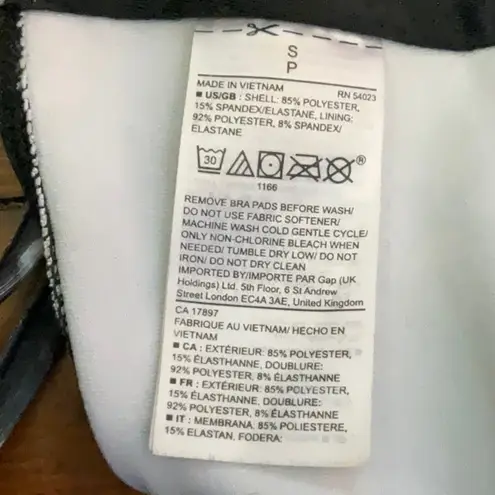 S
P
MADE IN VIETNAM RN 54023
■ US/GB : SHELL: 85% POLYESTER,
15% SPANDEX/ELASTANE, LINING:
92% POLYESTER, 8% SPANDEX/
ELASTANE
30
®
1166
REMOVE BRA PADS BEFORE WASH/
DO NOT USE FABRIC SOFTENER/
MACHINE WASH COLD GENTLE CYCLE/
ONLY NON-CHLORINE BLEACH WHEN
NEEDED/ TUMBLE DRY LOW/ DO NOT
IRON/ DO NOT DRY CLEAN
IMPORTED BY/IMPORTE PAR Gap (UK
Holdings) Ltd. 5th Floor, 6 St Andrew
Street London EC4A 3AE, United Kingdom
CA 17897
FABRIQUE AU VIETNAM/ HECHO EN
VIETNAM
■ CA : EXTÉRIEUR: 85% POLYESTER,
15% ÉLASTHANNE, DOUBLURE:
92% POLYESTER, 8% ÉLASTHANNE
■ FR : EXTÉRIEUR: 85% POLYESTER,
15% ÉLASTHANNE, DOUBLURE:
92% POLYESTER, 8% ÉLASTHANNE
■ IT : MEMBRANA: 85% POLIESTERE,
15% ELASTAN, FODERA: